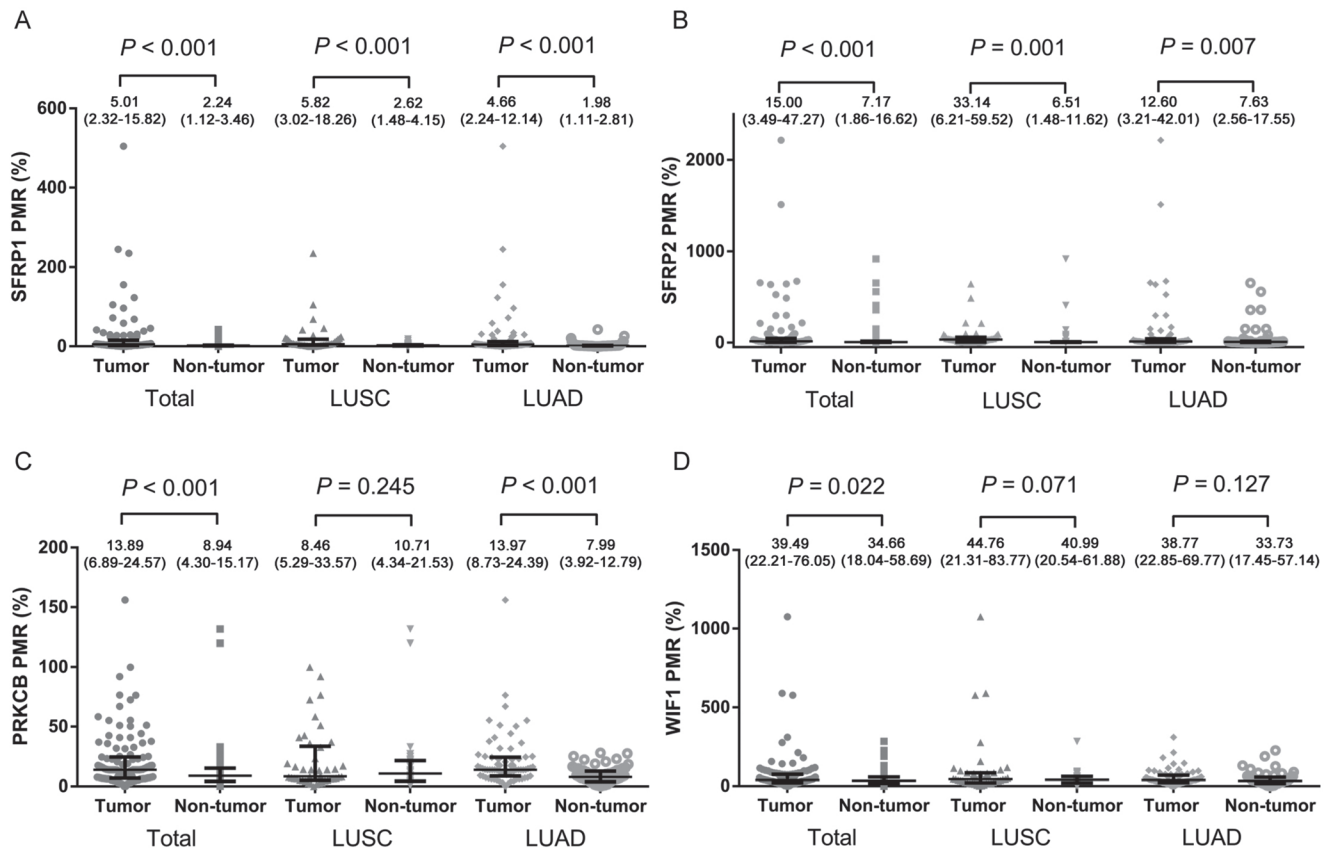 A
P < 0.001 P < 0.001 P < 0.001
5.01 2.24 5.82 2.62 4.66 1.98
(2.32-15.82) (1.12-3.46) (3.02-18.26) (1.48-4.15) (2.24-12.14) (1.11-2.81)
SFRP1 PMR (%)
600
400
200
0
Tumor Non-tumor Tumor Non-tumor Tumor Non-tumor
Total LUSC LUAD
B
P < 0.001 P = 0.001 P = 0.007
15.00 7.17 33.14 6.51 12.60 7.63
(3.49-47.27) (1.86-16.62) (6.21-59.52) (1.48-11.62) (3.21-42.01) (2.56-17.55)
SFRP2 PMR (%)
2000
1000
0
Tumor Non-tumor Tumor Non-tumor Tumor Non-tumor
Total LUSC LUAD
C
P < 0.001 P = 0.245 P < 0.001
13.89 8.94 8.46 10.71 13.97 7.99
(6.89-24.57) (4.30-15.17) (5.29-33.57) (4.34-21.53) (8.73-24.39) (3.92-12.79)
PRKCB PMR (%)
200
150
100
50
0
Tumor Non-tumor Tumor Non-tumor Tumor Non-tumor
Total LUSC LUAD
D
P = 0.022 P = 0.071 P = 0.127
39.49 34.66 44.76 40.99 38.77 33.73
(22.21-76.05) (18.04-58.69) (21.31-83.77) (20.54-61.88) (22.85-69.77) (17.45-57.14)
WIF1 PMR (%)
1500
1000
500
0
Tumor Non-tumor Tumor Non-tumor Tumor Non-tumor
Total LUSC LUAD